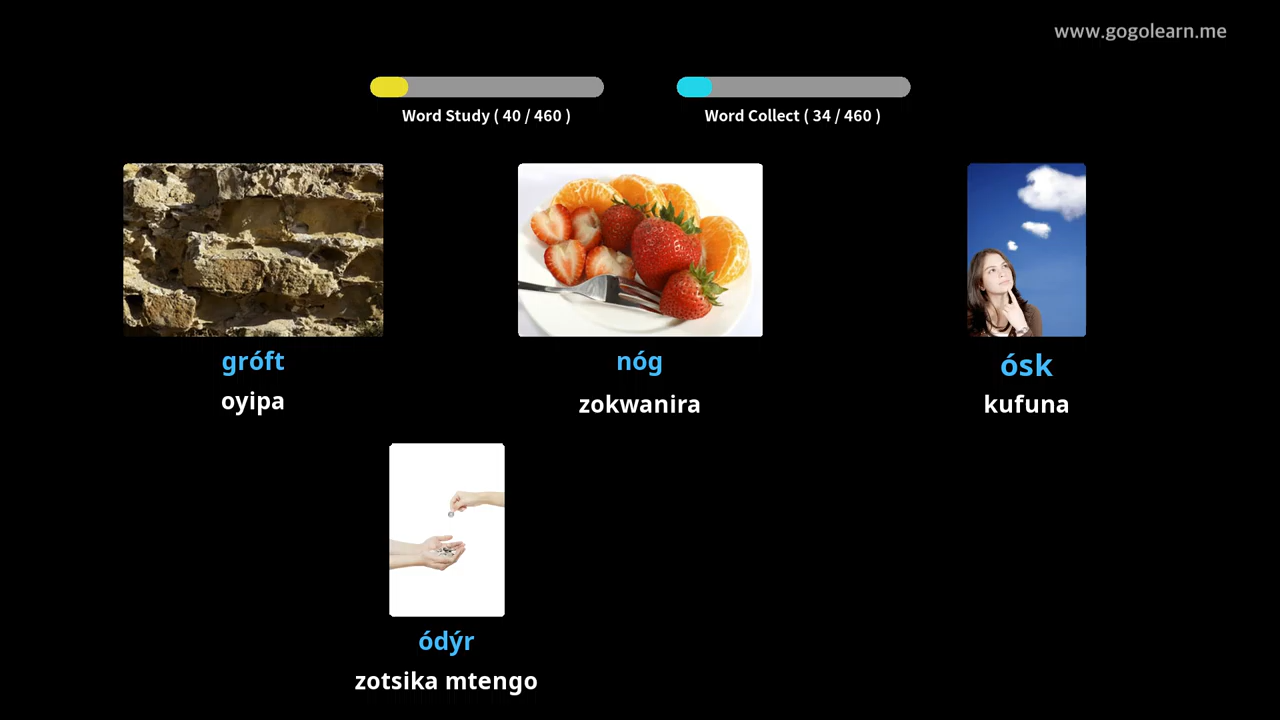 www.gogolearn.me
Word Study ( 40 / 460 )
Word Collect ( 34 / 460 )
gróft
oyipa
nóg
zokwanira
ósk
kufuna
ódýr
zotsika mtengo